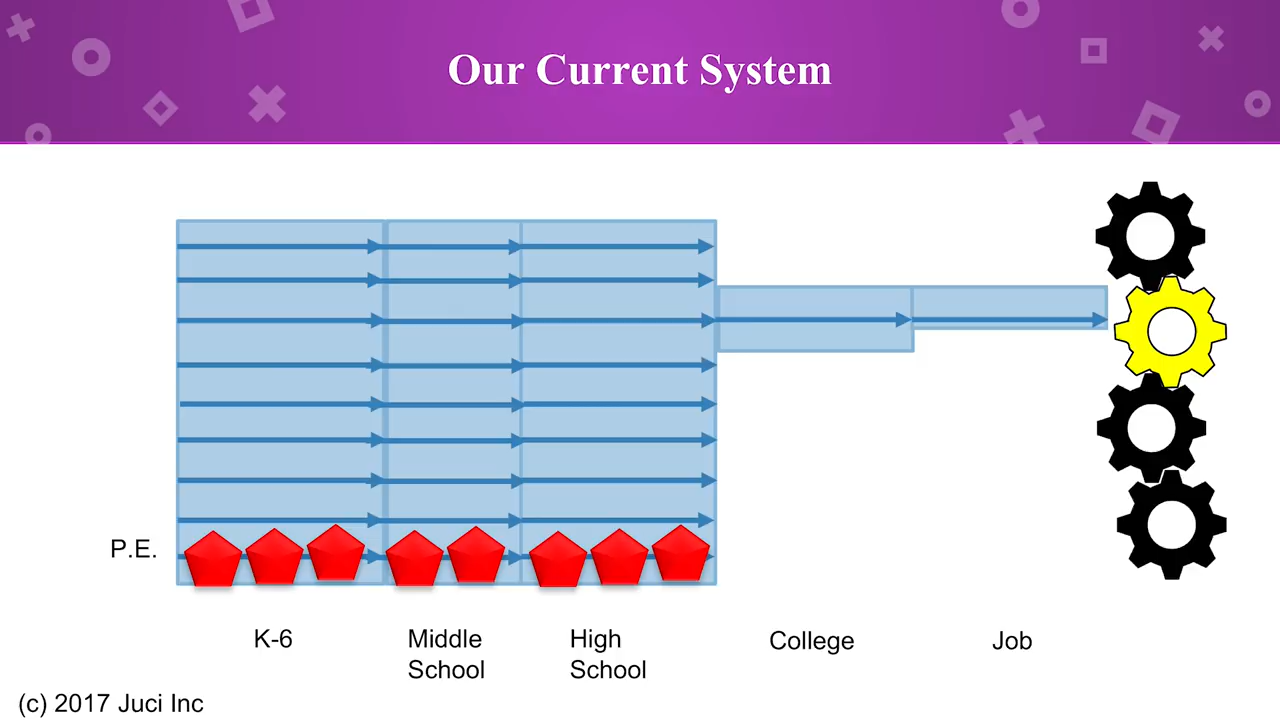 Our Current System
P.E.
K-6
Middle
School
High
School
College
Job
(c) 2017 Juci Inc